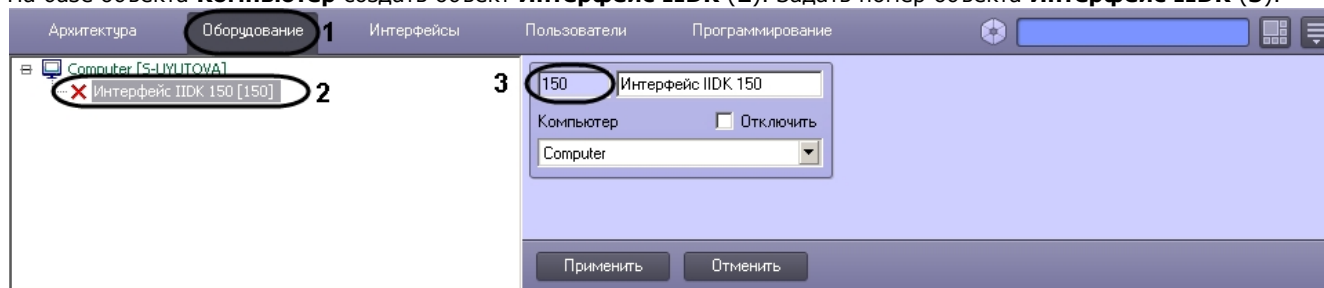 На базе объекта Компьютер создать объект Интерфейс IIDK (2). Задать номер объекта Интерфейс IIDK (3).
Архитектура Оборудование 1 Интерфейсы Пользователи Программирование
Computer [S-UYUTOVA]
Интерфейс IIDK 150 [150] 2
3 150 Интерфейс IIDK 150
Компьютер Отключить
Computer
Применить Отменить